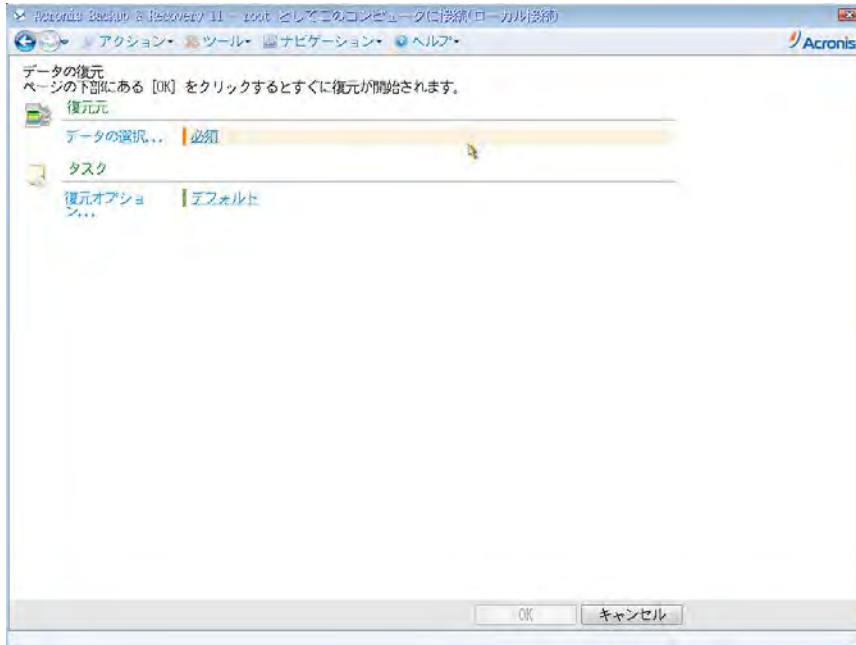 Acronis Backup & Recovery 11 - root としてこのコンピュータに接続(ローカル接続)
アクション ツール ナビゲーション ヘルプ
Acronis
データの復元
ページの下部にある [OK] をクリックするとすぐに復元が開始されます。
復元元
データの選択... 必須
タスク
復元オプショ
ン... デフォルト
OK キャンセル